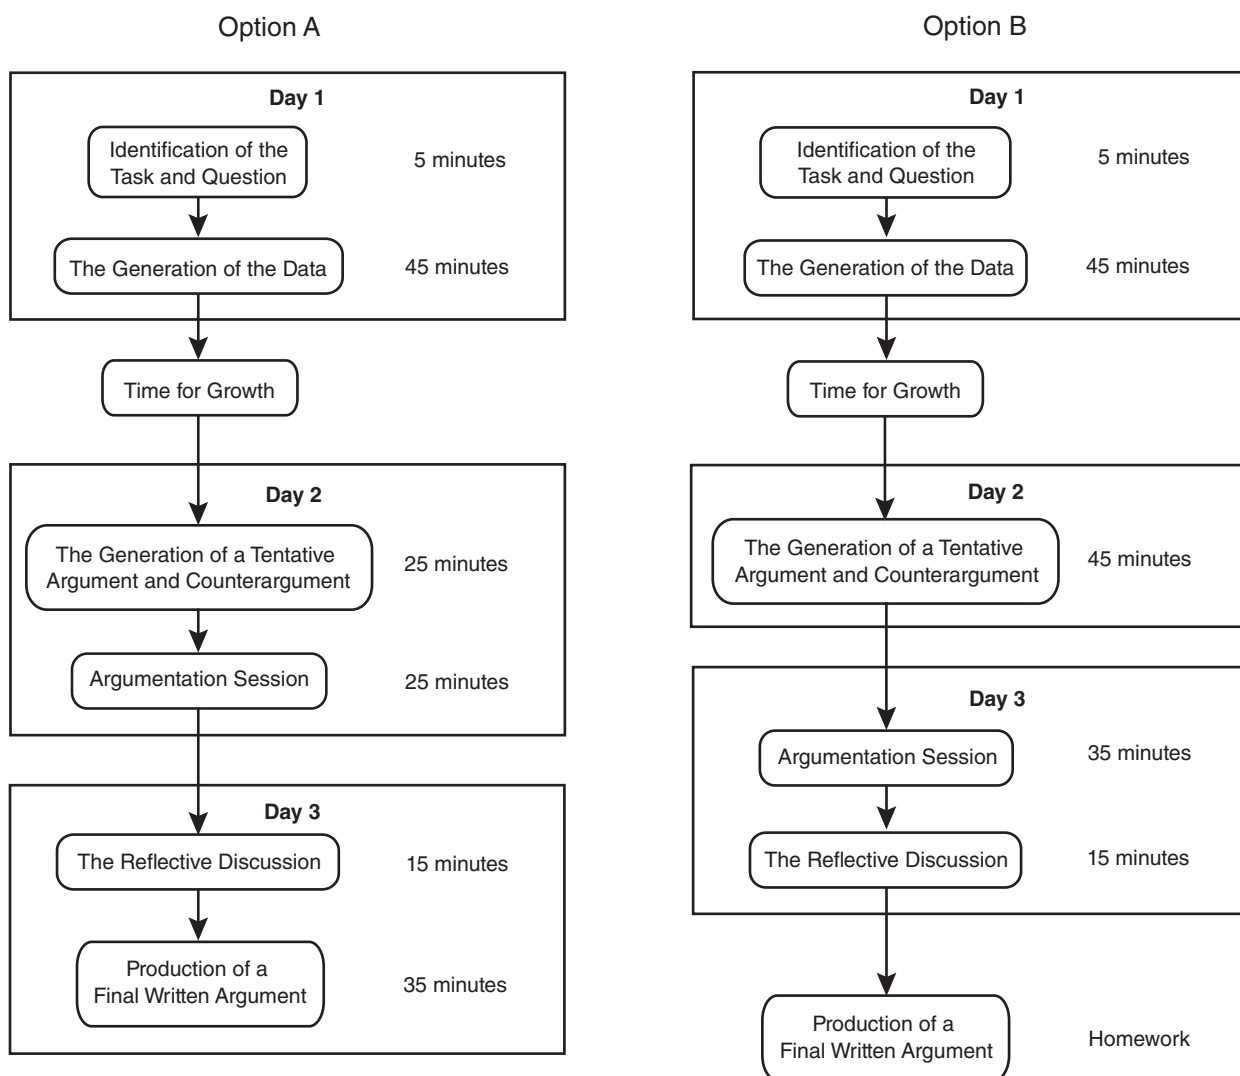 Option A
Day 1
Identification of the
Task and Question
5 minutes
The Generation of the Data
45 minutes
Time for Growth
Day 2
The Generation of a Tentative
Argument and Counterargument
25 minutes
Argumentation Session
25 minutes
Day 3
The Reflective Discussion
15 minutes
Production of a
Final Written Argument
35 minutes
Option B
Day 1
Identification of the
Task and Question
5 minutes
The Generation of the Data
45 minutes
Time for Growth
Day 2
The Generation of a Tentative
Argument and Counterargument
45 minutes
Day 3
Argumentation Session
35 minutes
The Reflective Discussion
15 minutes
Production of a
Final Written Argument
Homework